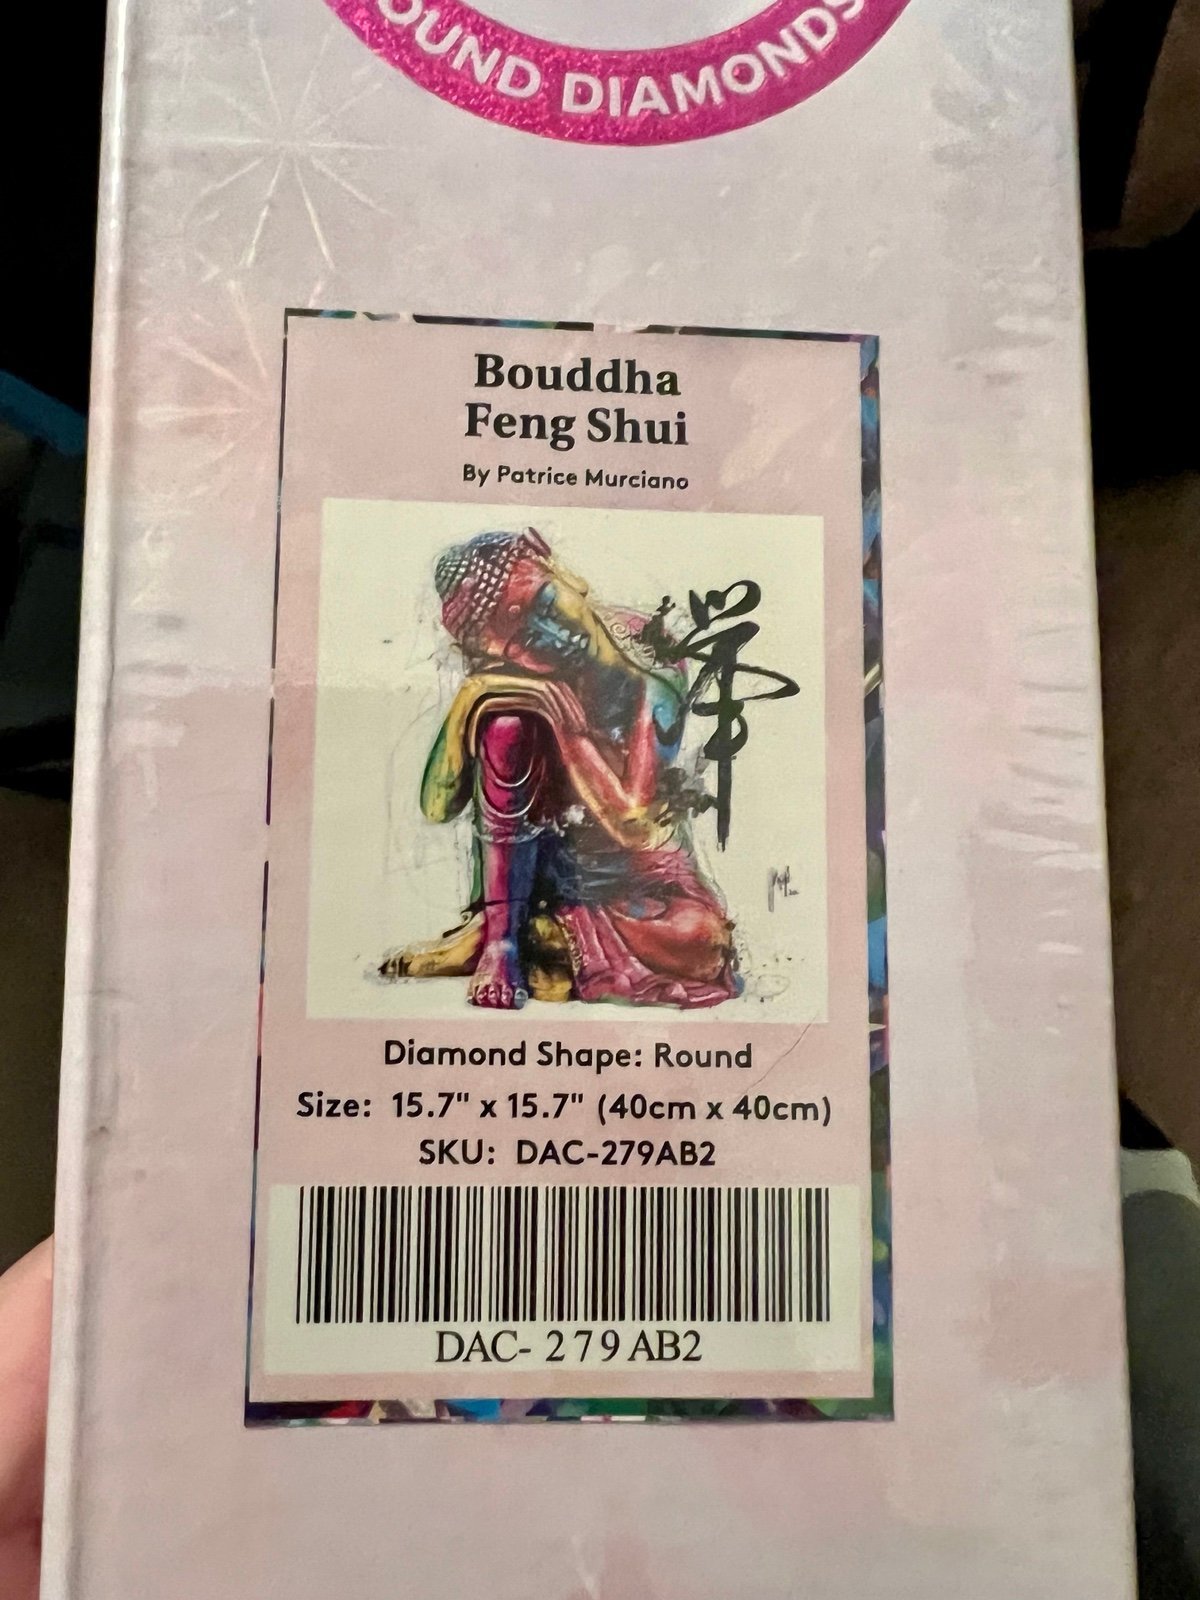 OUND DIAMONDS
Bouddha
Feng Shui
By Patrice Murciano
Diamond Shape: Round
Size: 15.7" x 15.7" (40cm x 40cm)
SKU: DAC-279AB2
DAC- 279 AB2